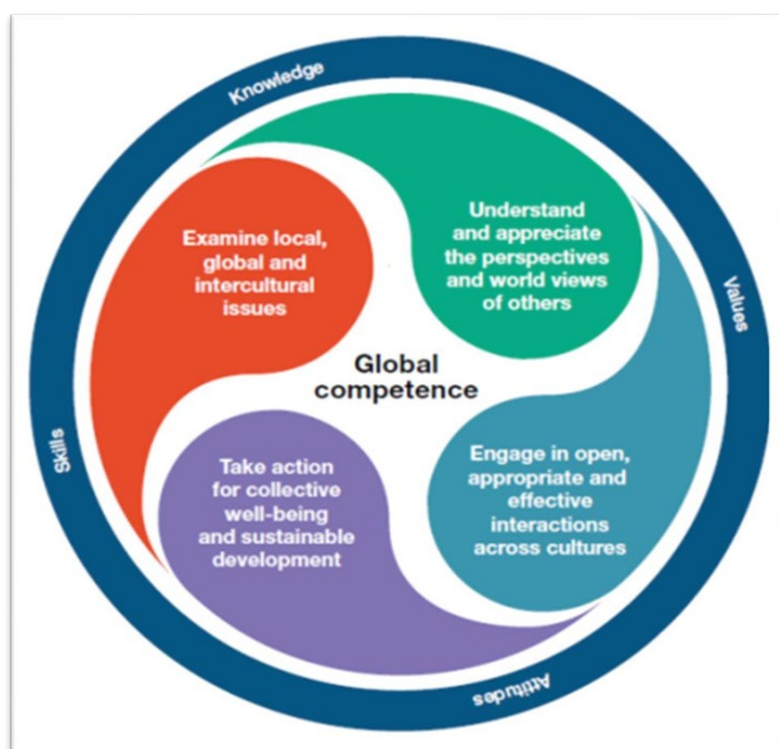 Knowledge
Examine local,
global and
intercultural
issues
Understand
and appreciate
the perspectives
and world views
of others
Values
Global
competence
Skills
Take action
for collective
well-being
and sustainable
development
Engage in open,
appropriate and
effective
interactions
across cultures
Attitudes